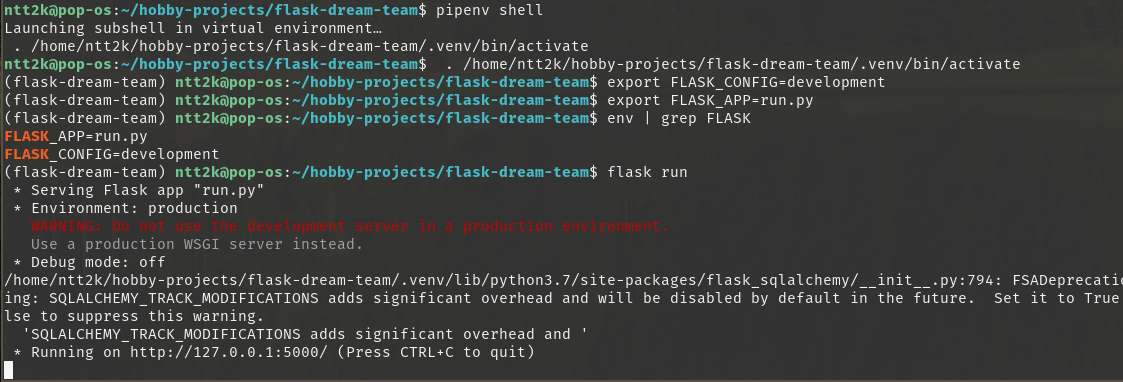 ntt2k@pop-os:~/hobby-projects/flask-dream-team$ pipenv shell
Launching subshell in virtual environment…
 . /home/ntt2k/hobby-projects/flask-dream-team/.venv/bin/activate
ntt2k@pop-os:~/hobby-projects/flask-dream-team$  . /home/ntt2k/hobby-projects/flask-dream-team/.venv/bin/activate
(flask-dream-team) ntt2k@pop-os:~/hobby-projects/flask-dream-team$ export FLASK_CONFIG=development
(flask-dream-team) ntt2k@pop-os:~/hobby-projects/flask-dream-team$ export FLASK_APP=run.py
(flask-dream-team) ntt2k@pop-os:~/hobby-projects/flask-dream-team$ env | grep FLASK
FLASK_APP=run.py
FLASK_CONFIG=development
(flask-dream-team) ntt2k@pop-os:~/hobby-projects/flask-dream-team$ flask run
 * Serving Flask app "run.py"
 * Environment: production
   WARNING: Do not use the development server in a production environment.
   Use a production WSGI server instead.
 * Debug mode: off
/home/ntt2k/hobby-projects/flask-dream-team/.venv/lib/python3.7/site-packages/flask_sqlalchemy/__init__.py:794: FSADeprecatio
ing: SQLALCHEMY_TRACK_MODIFICATIONS adds significant overhead and will be disabled by default in the future.  Set it to True
lse to suppress this warning.
  'SQLALCHEMY_TRACK_MODIFICATIONS adds significant overhead and '
 * Running on http://127.0.0.1:5000/ (Press CTRL+C to quit)